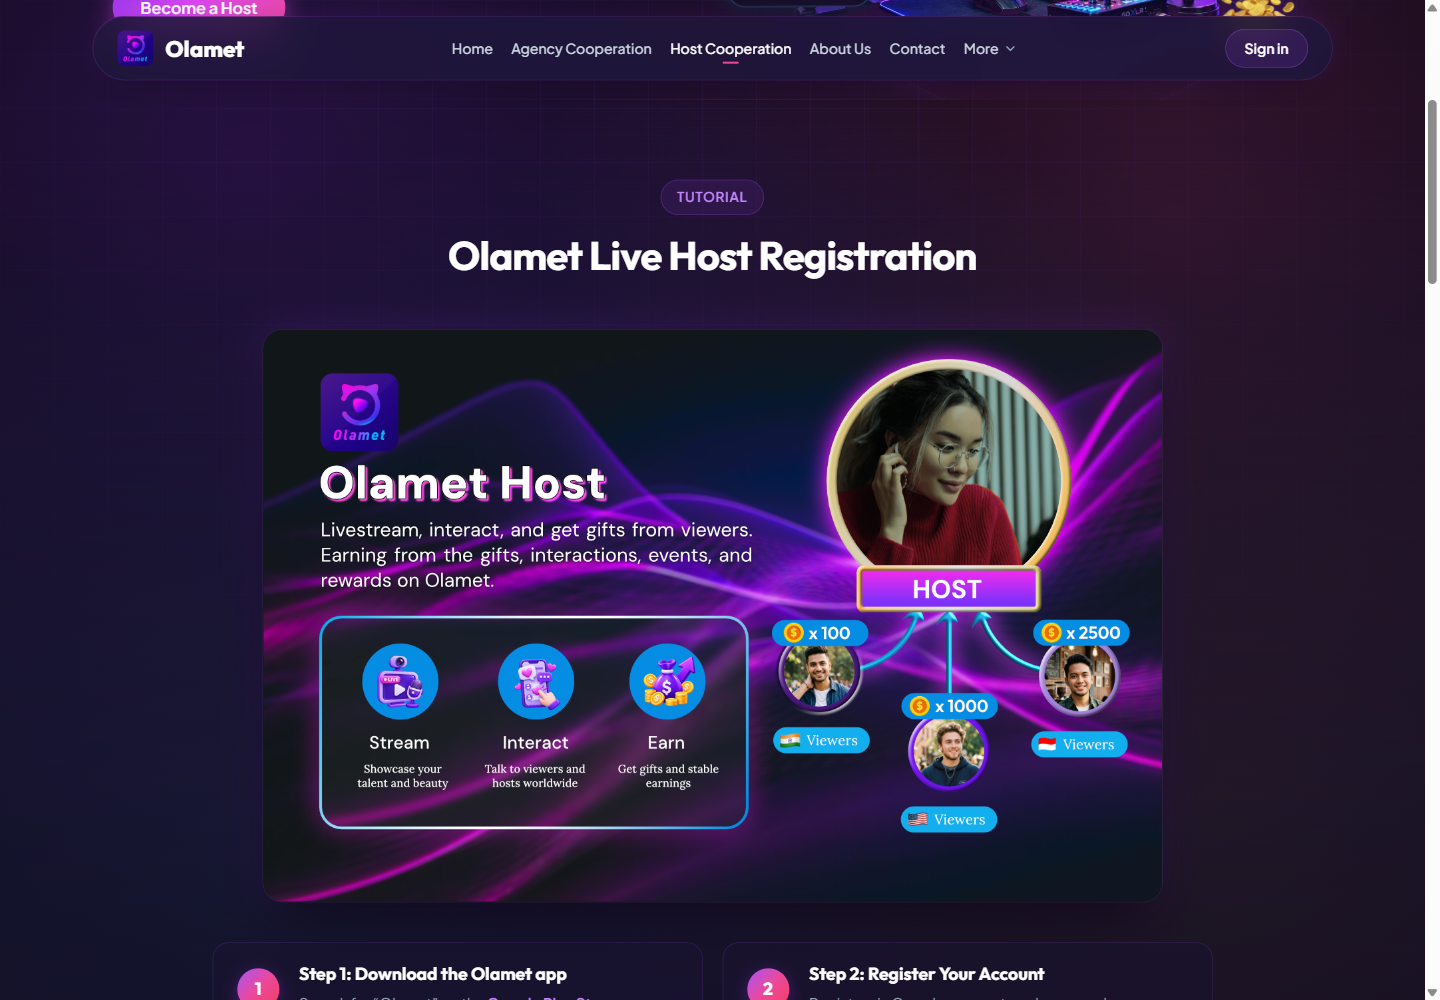 Become a Host
Olamet
Olamet
Home
Agency Cooperation
Host Cooperation
About Us
Contact
More
Sign in
TUTORIAL
Olamet Live Host Registration
Olamet
Olamet Host
Livestream, interact, and get gifts from viewers.
Earning from the gifts, interactions, events, and
rewards on Olamet.
LIVE
Stream
Showcase your
talent and beauty
Interact
Talk to viewers and
hosts worldwide
Earn
Get gifts and stable
earnings
HOST
x 100
Viewers
x 1000
Viewers
x 2500
Viewers
1
Step 1: Download the Olamet app
2
Step 2: Register Your Account